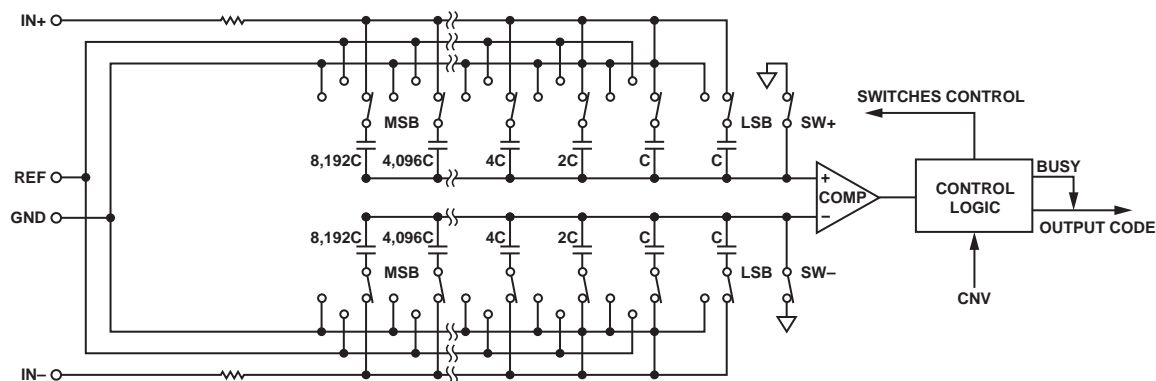 IN+
MSB
LSB
SW+
8,192C
4,096C
4C
2C
C
C
SWITCHES CONTROL
BUSY
REF
GND
+
COMP
−
CONTROL
LOGIC
OUTPUT CODE
CNV
8,192C
4,096C
4C
2C
C
C
MSB
LSB
SW−
IN−